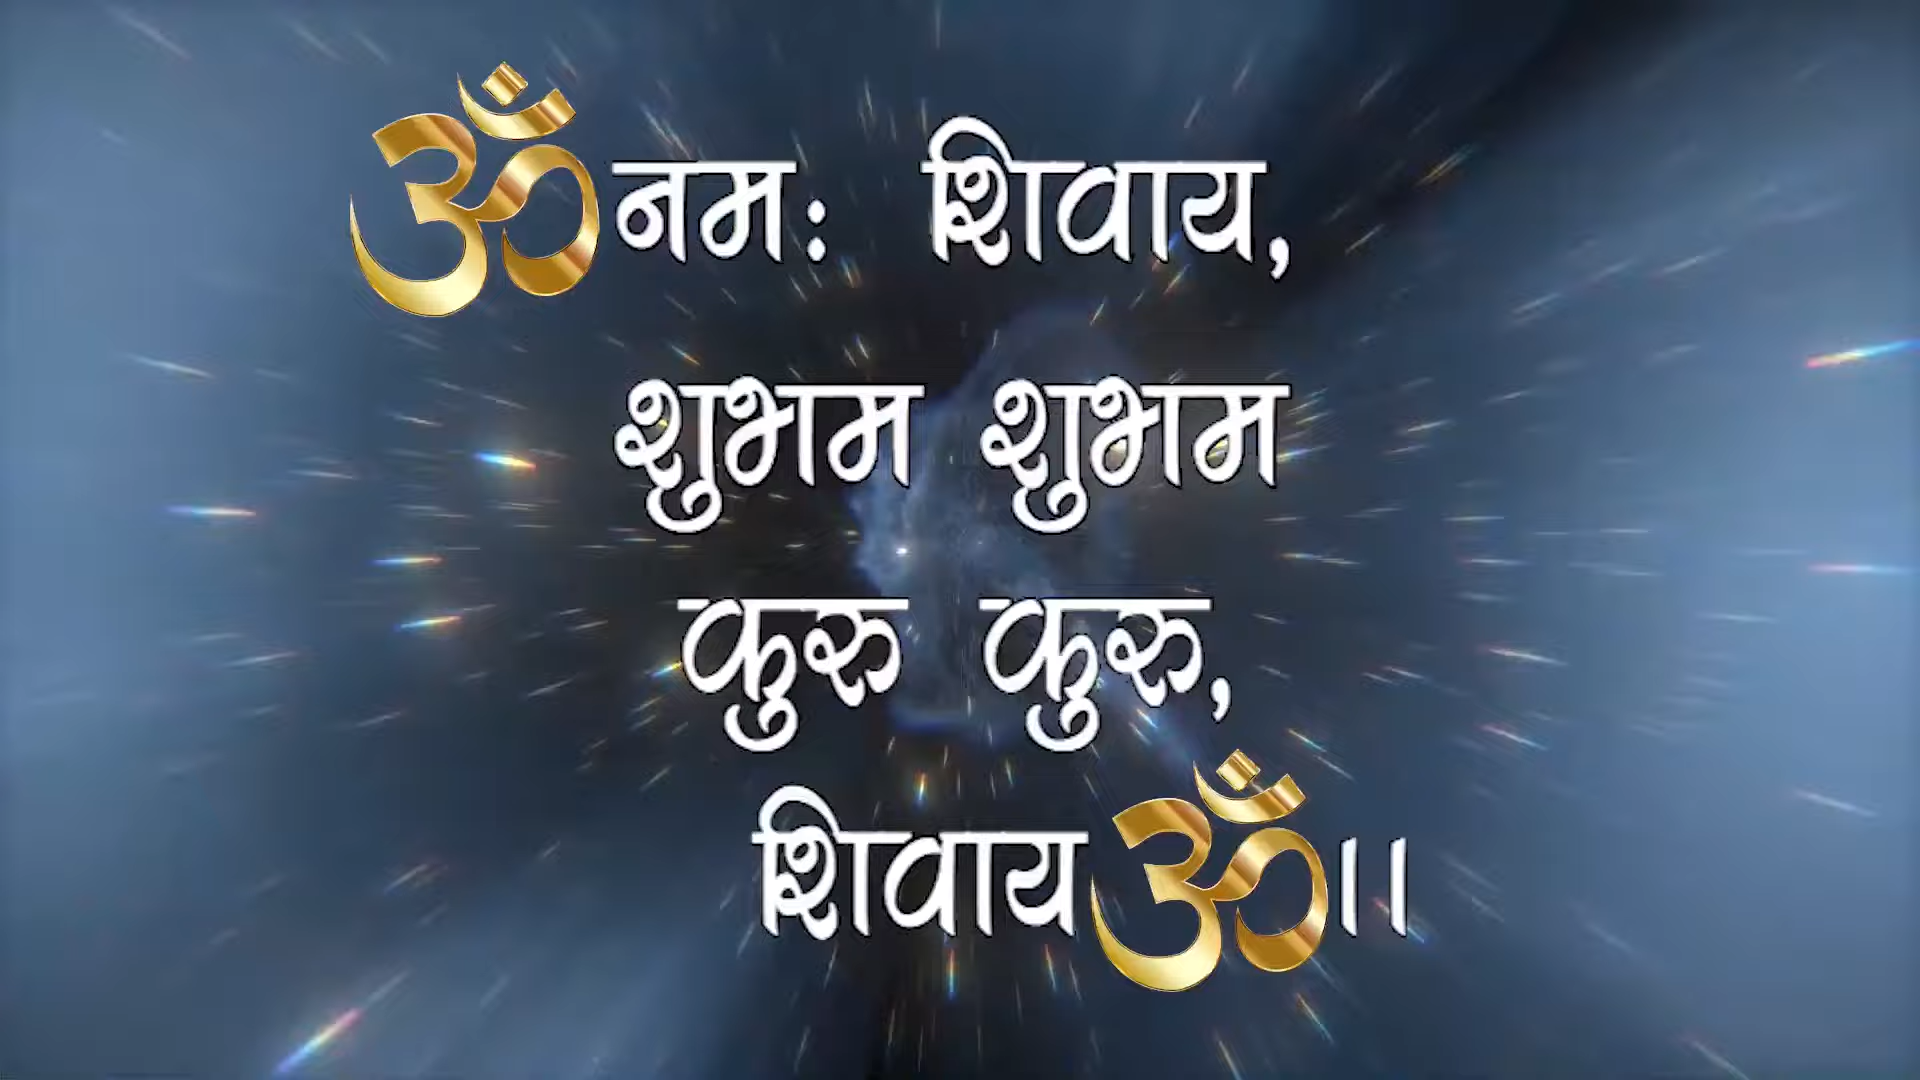 ॐ नम: शिवाय,
शुभम शुभम
कुरु कुरु,
शिवाय ॐ।।